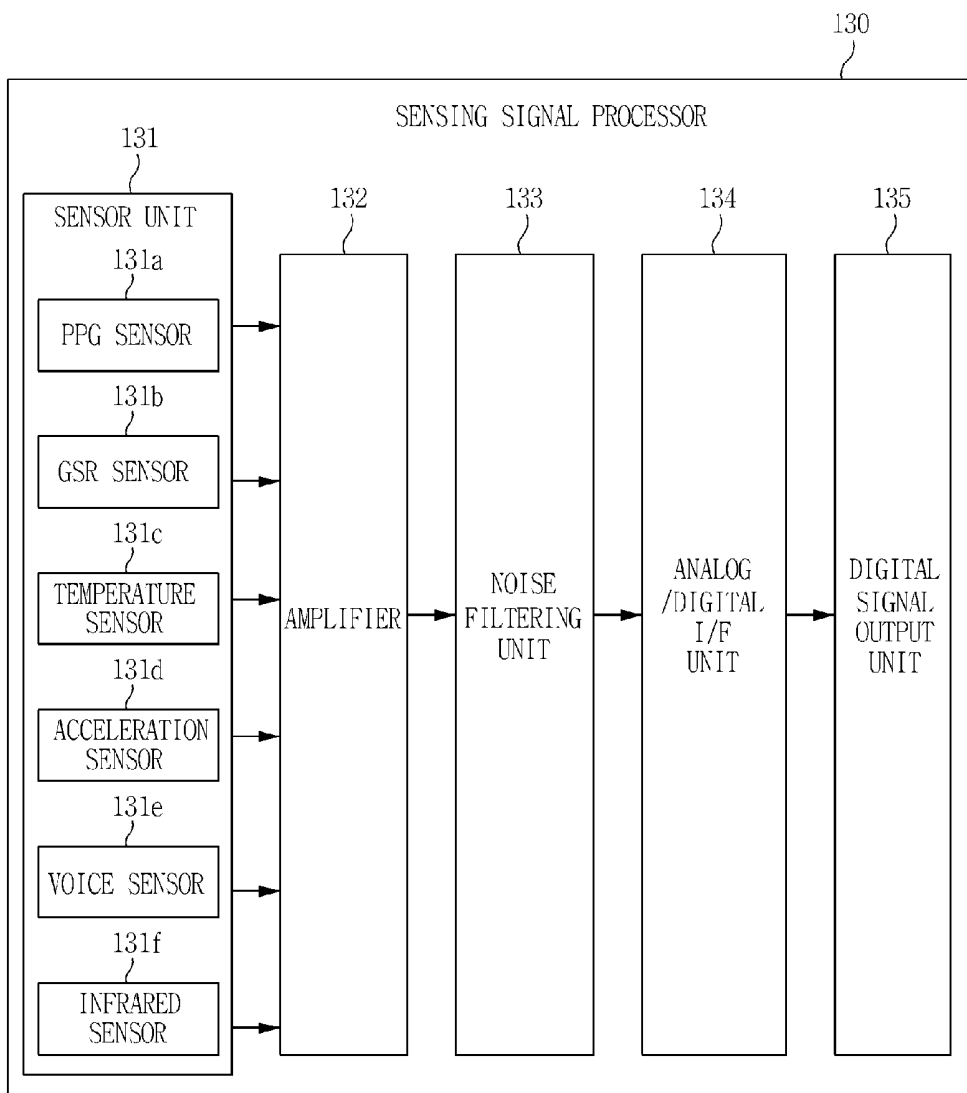 130
SENSING SIGNAL PROCESSOR
131
SENSOR UNIT
131a
PPG SENSOR
131b
GSR SENSOR
131c
TEMPERATURE
SENSOR
131d
ACCELERATION
SENSOR
131e
VOICE SENSOR
131f
INFRARED
SENSOR
132
AMPLIFIER
133
NOISE
FILTERING
UNIT
134
ANALOG
/DIGITAL
I/F
UNIT
135
DIGITAL
SIGNAL
OUTPUT
UNIT